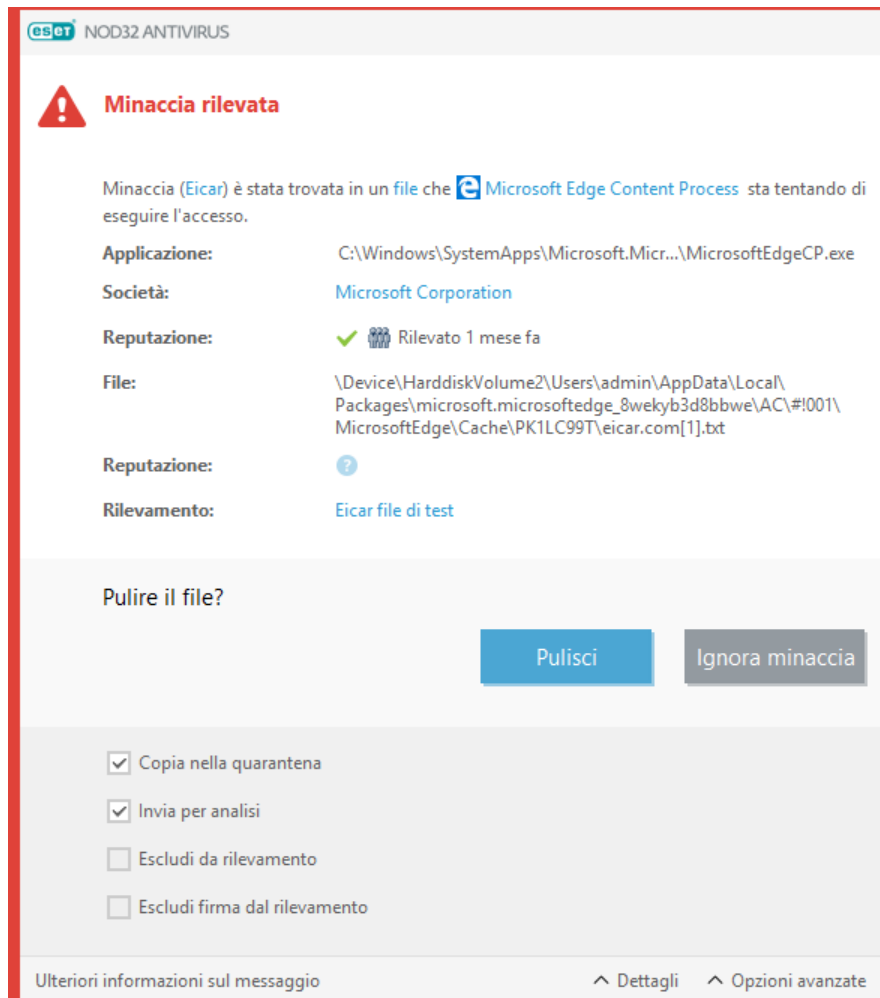 eset NOD32 ANTIVIRUS
Minaccia rilevata
Minaccia (Eicar) è stata trovata in un file che Microsoft Edge Content Process sta tentando di
eseguire l'accesso.
Applicazione: C:\Windows\SystemApps\Microsoft.Micr...\MicrosoftEdgeCP.exe
Società: Microsoft Corporation
Reputazione: Rilevato 1 mese fa
File: \Device\HarddiskVolume2\Users\admin\AppData\Local\
Packages\microsoft.microsoftedge_8wekyb3d8bbwe\AC\#!001\
MicrosoftEdge\Cache\PK1LC99T\eicar.com[1].txt
Reputazione: ?
Rilevamento: Eicar file di test
Pulire il file?
Pulisci Ignora minaccia
Copia nella quarantena
Invia per analisi
Escludi da rilevamento
Escludi firma dal rilevamento
Ulteriori informazioni sul messaggio Dettagli Opzioni avanzate